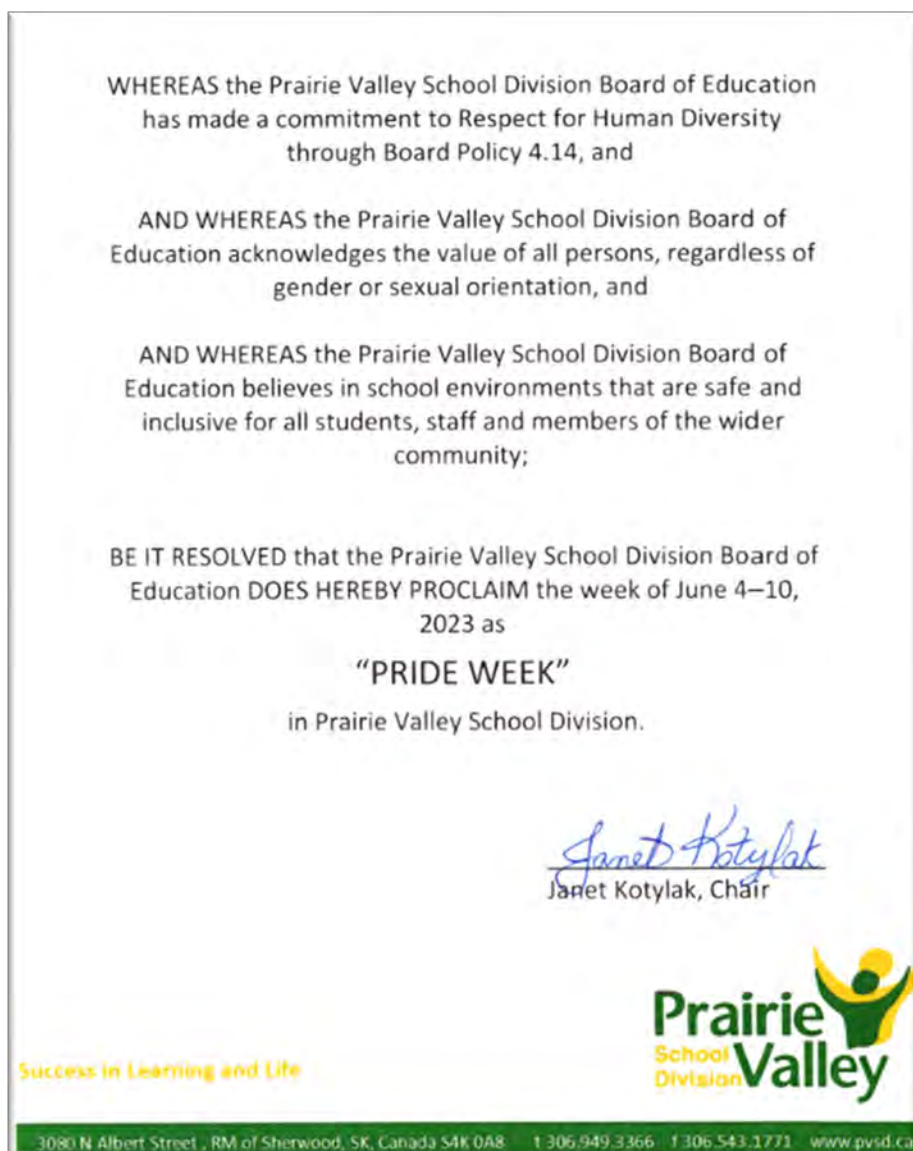 WHEREAS the Prairie Valley School Division Board of Education
has made a commitment to Respect for Human Diversity
through Board Policy 4.14, and
AND WHEREAS the Prairie Valley School Division Board of
Education acknowledges the value of all persons, regardless of
gender or sexual orientation, and
AND WHEREAS the Prairie Valley School Division Board of
Education believes in school environments that are safe and
inclusive for all students, staff and members of the wider
community;
BE IT RESOLVED that the Prairie Valley School Division Board of
Education DOES HEREBY PROCLAIM the week of June 4–10,
2023 as
“PRIDE WEEK”
in Prairie Valley School Division.
Janet Kotylak
Janet Kotylak, Chair
Prairie
School
Division
Valley
Success in Learning and Life
3080 N Albert Street , RM of Sherwood, SK, Canada S4K 0A8 t 306.949.3366 f 306.543.1771 www.pvsd.ca